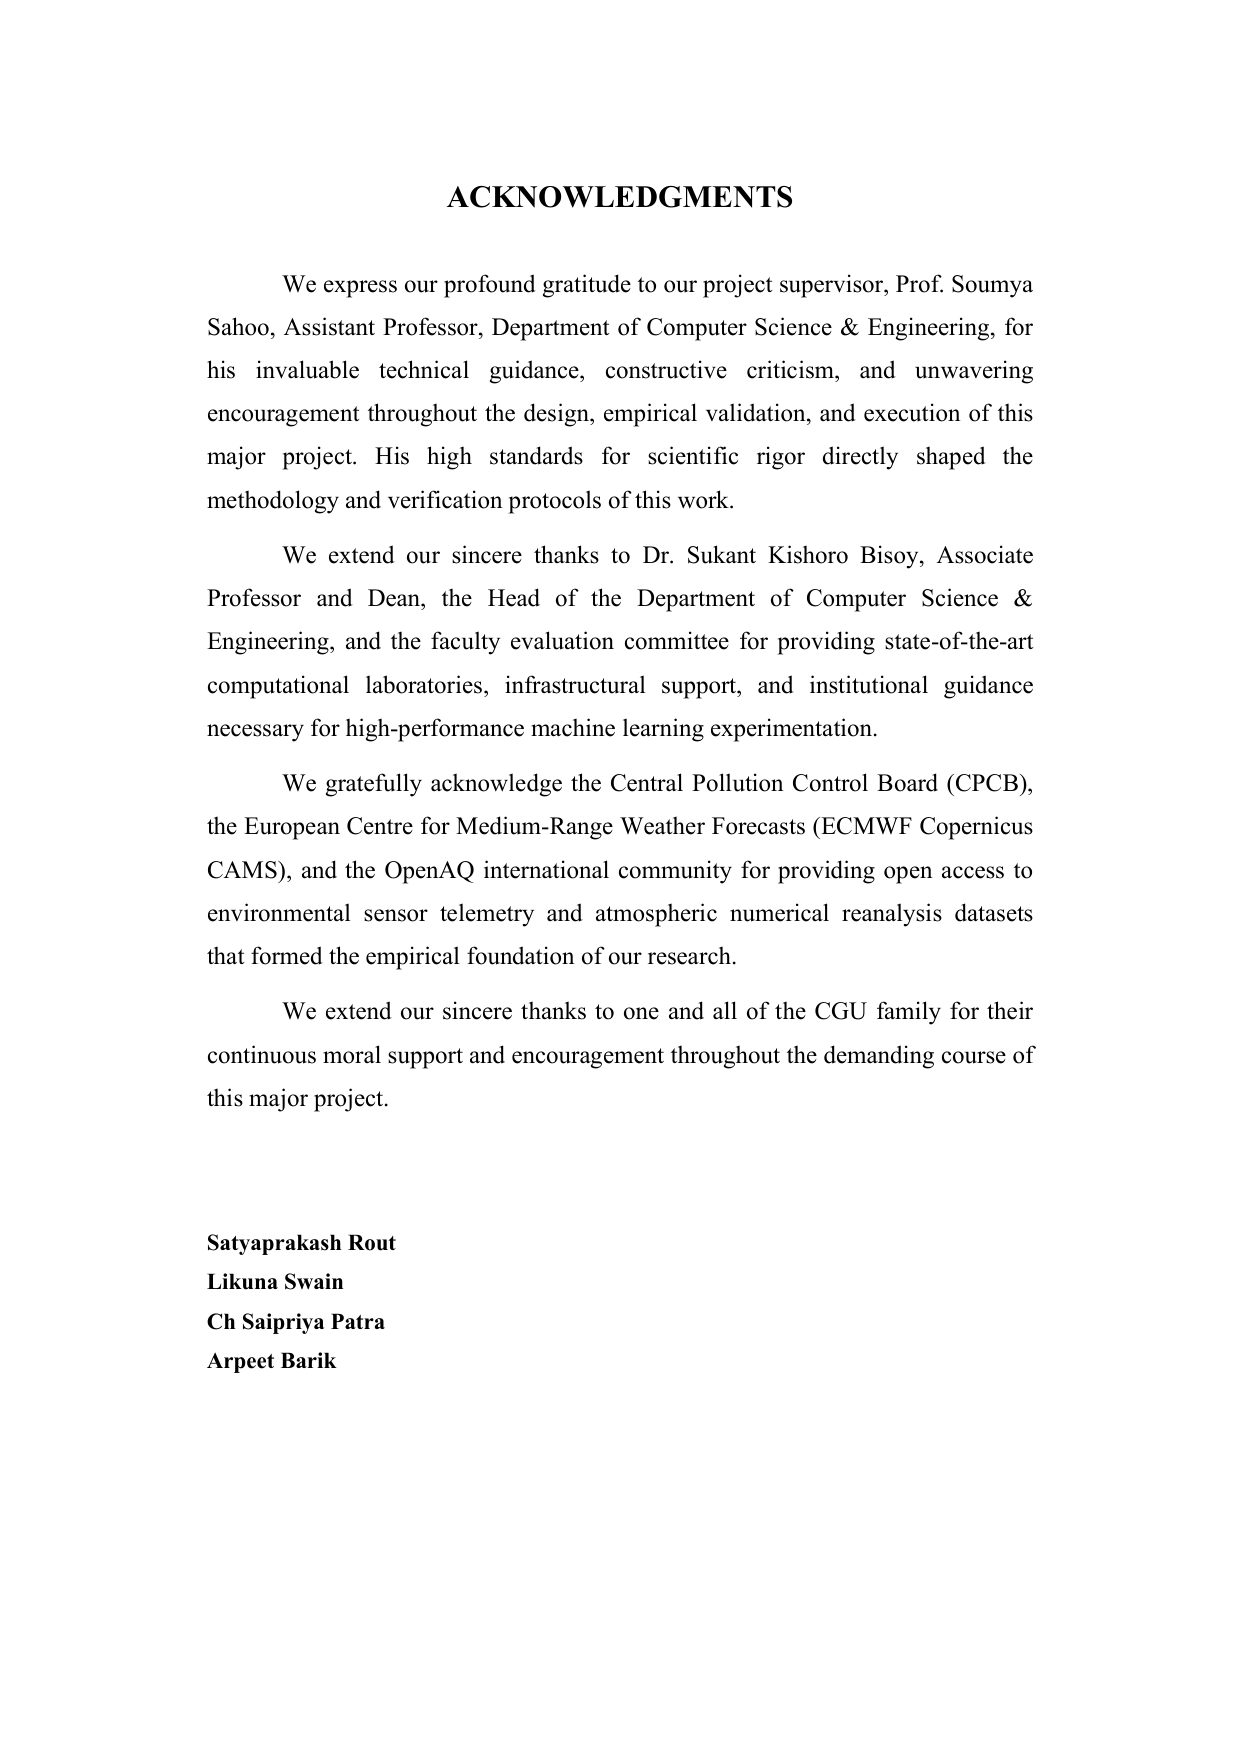 ACKNOWLEDGMENTS
We express our profound gratitude to our project supervisor, Prof. Soumya
Sahoo, Assistant Professor, Department of Computer Science & Engineering, for
his invaluable technical guidance, constructive criticism, and unwavering
encouragement throughout the design, empirical validation, and execution of this
major project. His high standards for scientific rigor directly shaped the
methodology and verification protocols of this work.
We extend our sincere thanks to Dr. Sukant Kishoro Bisoy, Associate
Professor and Dean, the Head of the Department of Computer Science &
Engineering, and the faculty evaluation committee for providing state-of-the-art
computational laboratories, infrastructural support, and institutional guidance
necessary for high-performance machine learning experimentation.
We gratefully acknowledge the Central Pollution Control Board (CPCB),
the European Centre for Medium-Range Weather Forecasts (ECMWF Copernicus
CAMS), and the OpenAQ international community for providing open access to
environmental sensor telemetry and atmospheric numerical reanalysis datasets
that formed the empirical foundation of our research.
We extend our sincere thanks to one and all of the CGU family for their
continuous moral support and encouragement throughout the demanding course of
this major project.
Satyaprakash Rout
Likuna Swain
Ch Saipriya Patra
Arpeet Barik